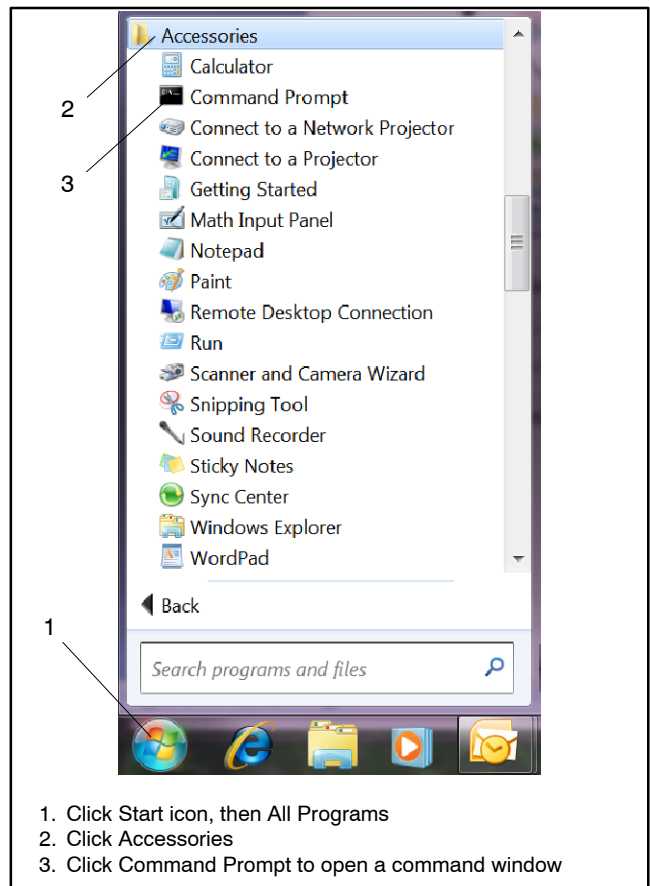 Accessories
Calculator
2
Command Prompt
Connect to a Network Projector
3
Connect to a Projector
Getting Started
Math Input Panel
Notepad
Paint
Remote Desktop Connection
Run
Scanner and Camera Wizard
Snipping Tool
Sound Recorder
Sticky Notes
Sync Center
Windows Explorer
WordPad
Back
1
Search programs and files
1. Click Start icon, then All Programs
2. Click Accessories
3. Click Command Prompt to open a command window